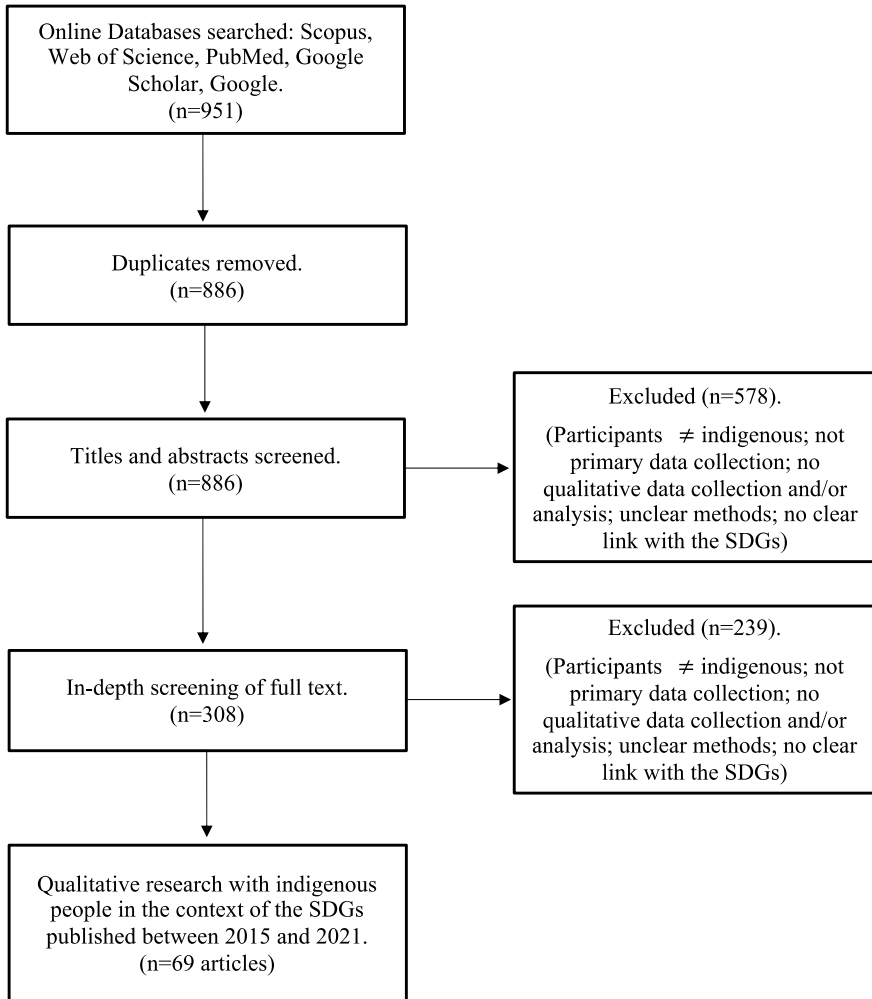 Online Databases searched: Scopus,
Web of Science, PubMed, Google
Scholar, Google.
(n=951)
Duplicates removed.
(n=886)
Titles and abstracts screened.
(n=886)
Excluded (n=578).
(Participants ≠ indigenous; not
primary data collection; no
qualitative data collection and/or
analysis; unclear methods; no clear
link with the SDGs)
In-depth screening of full text.
(n=308)
Excluded (n=239).
(Participants ≠ indigenous; not
primary data collection; no
qualitative data collection and/or
analysis; unclear methods; no clear
link with the SDGs)
Qualitative research with indigenous
people in the context of the SDGs
published between 2015 and 2021.
(n=69 articles)